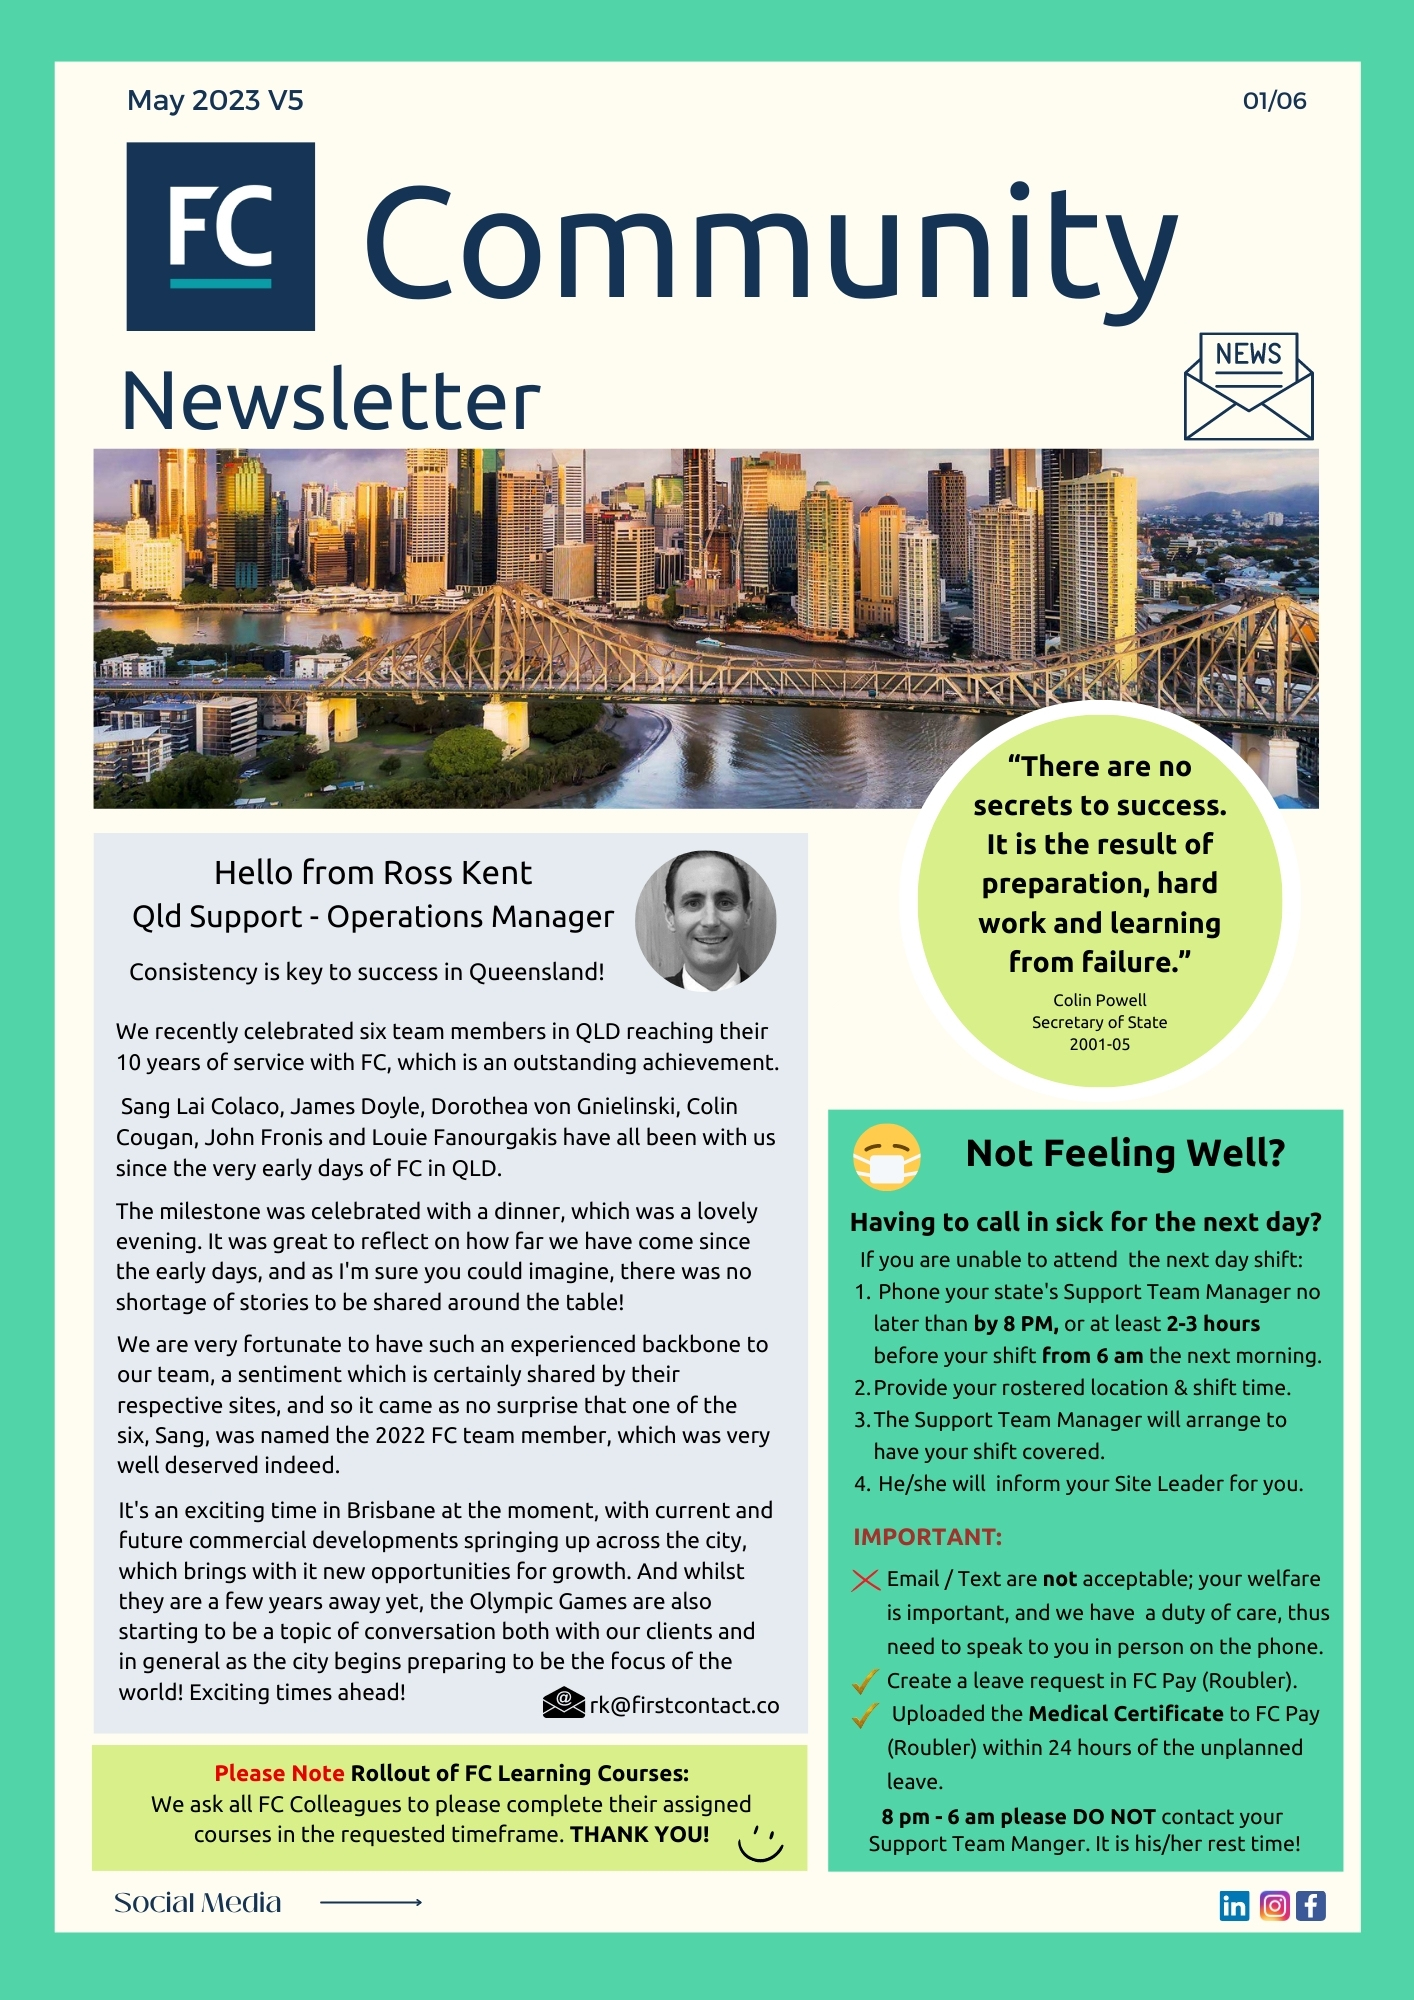 May 2023 V5
01/06
FC
Community
Newsletter
NEWS
“There are no
secrets to success.
It is the result of
preparation, hard
work and learning
from failure.”
Colin Powell
Secretary of State
2001-05
Hello from Ross Kent
Qld Support - Operations Manager
Consistency is key to success in Queensland!
We recently celebrated six team members in QLD reaching their
10 years of service with FC, which is an outstanding achievement.
Sang Lai Colaco, James Doyle, Dorothea von Gnielinski, Colin
Cougan, John Fronis and Louie Fanourgakis have all been with us
since the very early days of FC in QLD.
The milestone was celebrated with a dinner, which was a lovely
evening. It was great to reflect on how far we have come since
the early days, and as I'm sure you could imagine, there was no
shortage of stories to be shared around the table!
We are very fortunate to have such an experienced backbone to
our team, a sentiment which is certainly shared by their
respective sites, and so it came as no surprise that one of the
six, Sang, was named the 2022 FC team member, which was very
well deserved indeed.
It's an exciting time in Brisbane at the moment, with current and
future commercial developments springing up across the city,
which brings with it new opportunities for growth. And whilst
they are a few years away yet, the Olympic Games are also
starting to be a topic of conversation both with our clients and
in general as the city begins preparing to be the focus of the
world! Exciting times ahead!
@ rk@firstcontact.co
Please Note Rollout of FC Learning Courses:
We ask all FC Colleagues to please complete their assigned
courses in the requested timeframe. THANK YOU!
Not Feeling Well?
Having to call in sick for the next day?
If you are unable to attend the next day shift:
1. Phone your state's Support Team Manager no
later than by 8 PM, or at least 2-3 hours
before your shift from 6 am the next morning.
2. Provide your rostered location & shift time.
3. The Support Team Manager will arrange to
have your shift covered.
4. He/she will inform your Site Leader for you.
IMPORTANT:
Email / Text are not acceptable; your welfare
is important, and we have a duty of care, thus
need to speak to you in person on the phone.
Create a leave request in FC Pay (Roubler).
Uploaded the Medical Certificate to FC Pay
(Roubler) within 24 hours of the unplanned
leave.
8 pm - 6 am please DO NOT contact your
Support Team Manger. It is his/her rest time!
Social Media
in
f